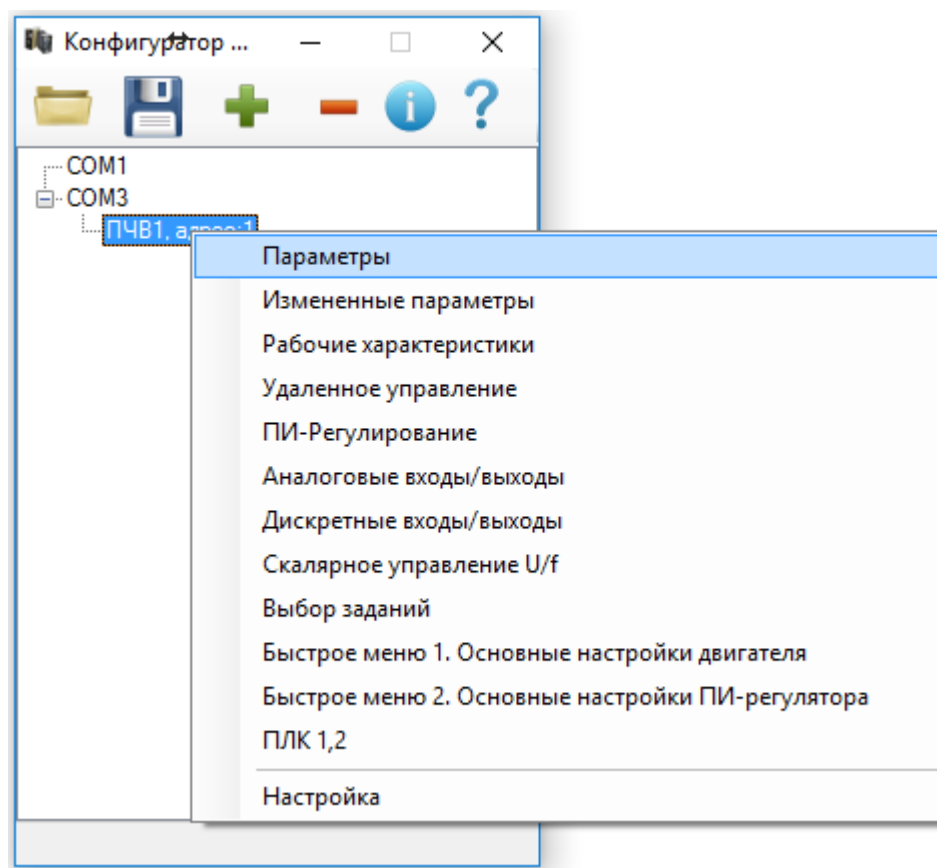 Конфигуратор ...
COM1
COM3
ПЧВ1, адрес:1
Параметры
Измененные параметры
Рабочие характеристики
Удаленное управление
ПИ-Регулирование
Аналоговые входы/выходы
Дискретные входы/выходы
Скалярное управление U/f
Выбор заданий
Быстрое меню 1. Основные настройки двигателя
Быстрое меню 2. Основные настройки ПИ-регулятора
ПЛК 1,2
Настройка